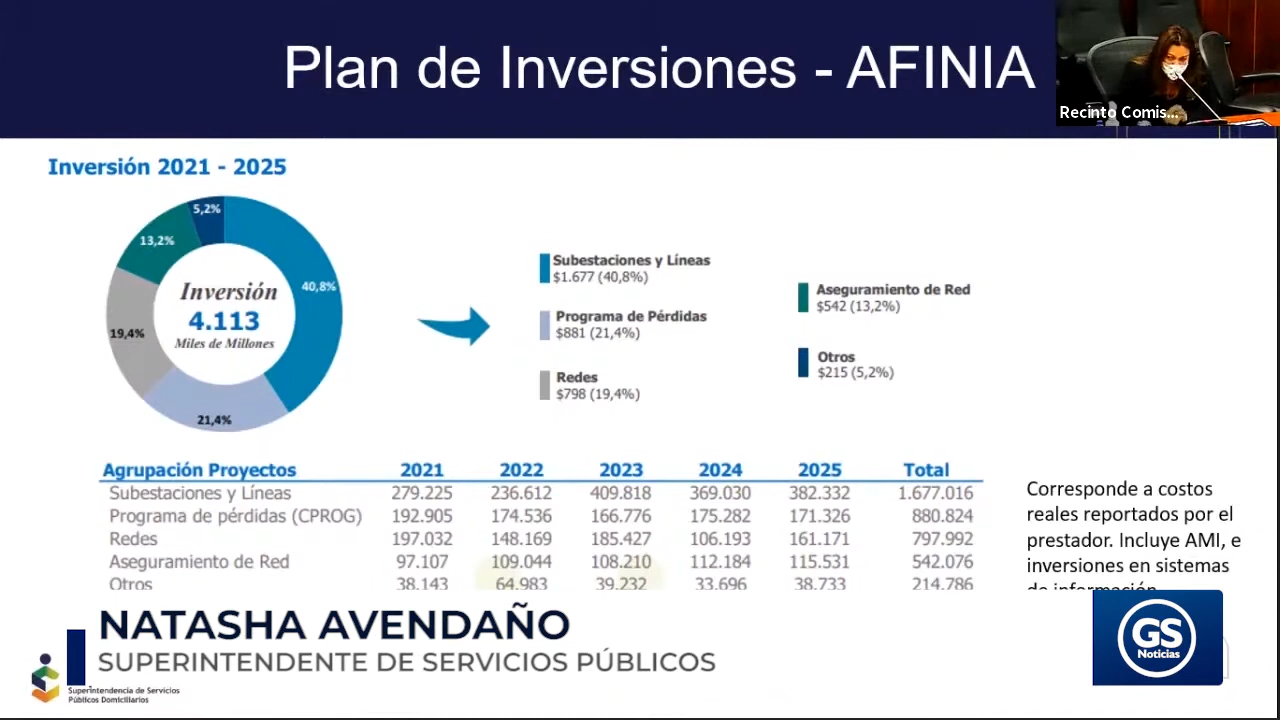 Plan de Inversiones - AFINIA
Recinto Comis...
Inversión 2021 - 2025
5,2%
13,2%
40,8%
19,4%
21,4%
Inversión
4.113
Miles de Millones
Subestaciones y Líneas
$1.677 (40,8%)
Programa de Pérdidas
$881 (21,4%)
Redes
$798 (19,4%)
Aseguramiento de Red
$542 (13,2%)
Otros
$215 (5,2%)
Agrupación Proyectos 2021 2022 2023 2024 2025 Total
Subestaciones y Líneas 279.225 236.612 409.818 369.030 382.332 1.677.016
Programa de pérdidas (CPROG) 192.905 174.536 166.776 175.282 171.326 880.824
Redes 197.032 148.169 185.427 106.193 161.171 797.992
Aseguramiento de Red 97.107 109.044 108.210 112.184 115.531 542.076
Otros 38.143 64.983 39.232 33.696 38.733 214.786
Corresponde a costos
reales reportados por el
prestador. Incluye AMI, e
inversiones en sistemas
de información
NATASHA AVENDAÑO
SUPERINTENDENTE DE SERVICIOS PÚBLICOS
Superintendencia de Servicios
Públicos Domiciliarios
GS
Noticias